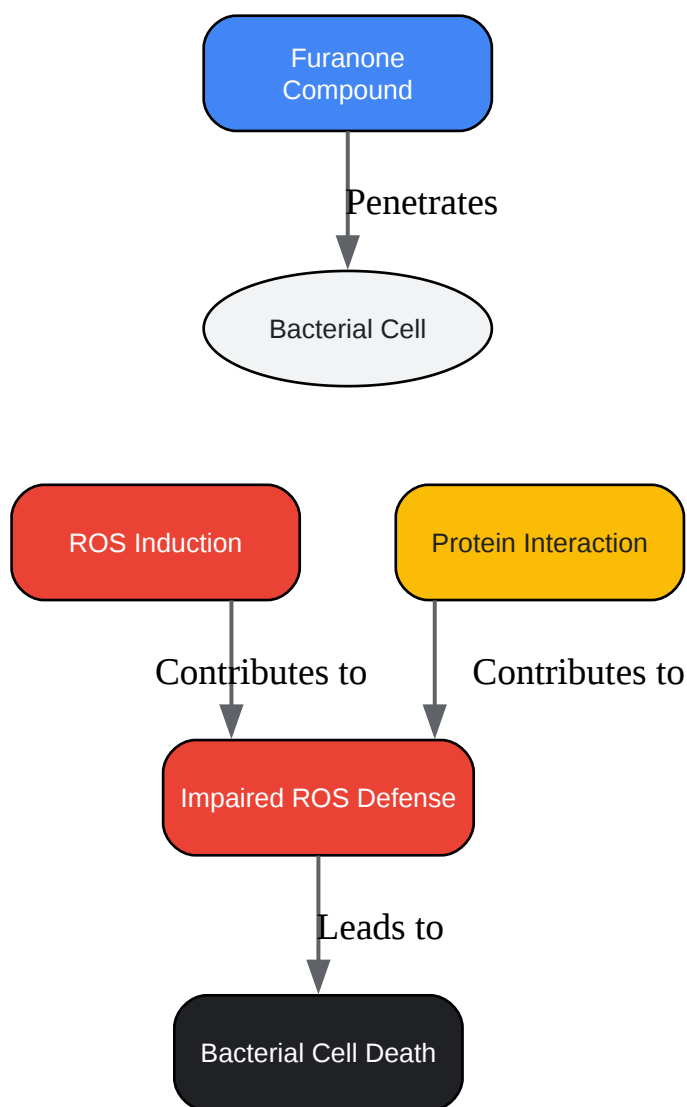 Furanone
Compound
Penetrates
Bacterial Cell
ROS Induction
Protein Interaction
Contributes to
Contributes to
Impaired ROS Defense
Leads to
Bacterial Cell Death